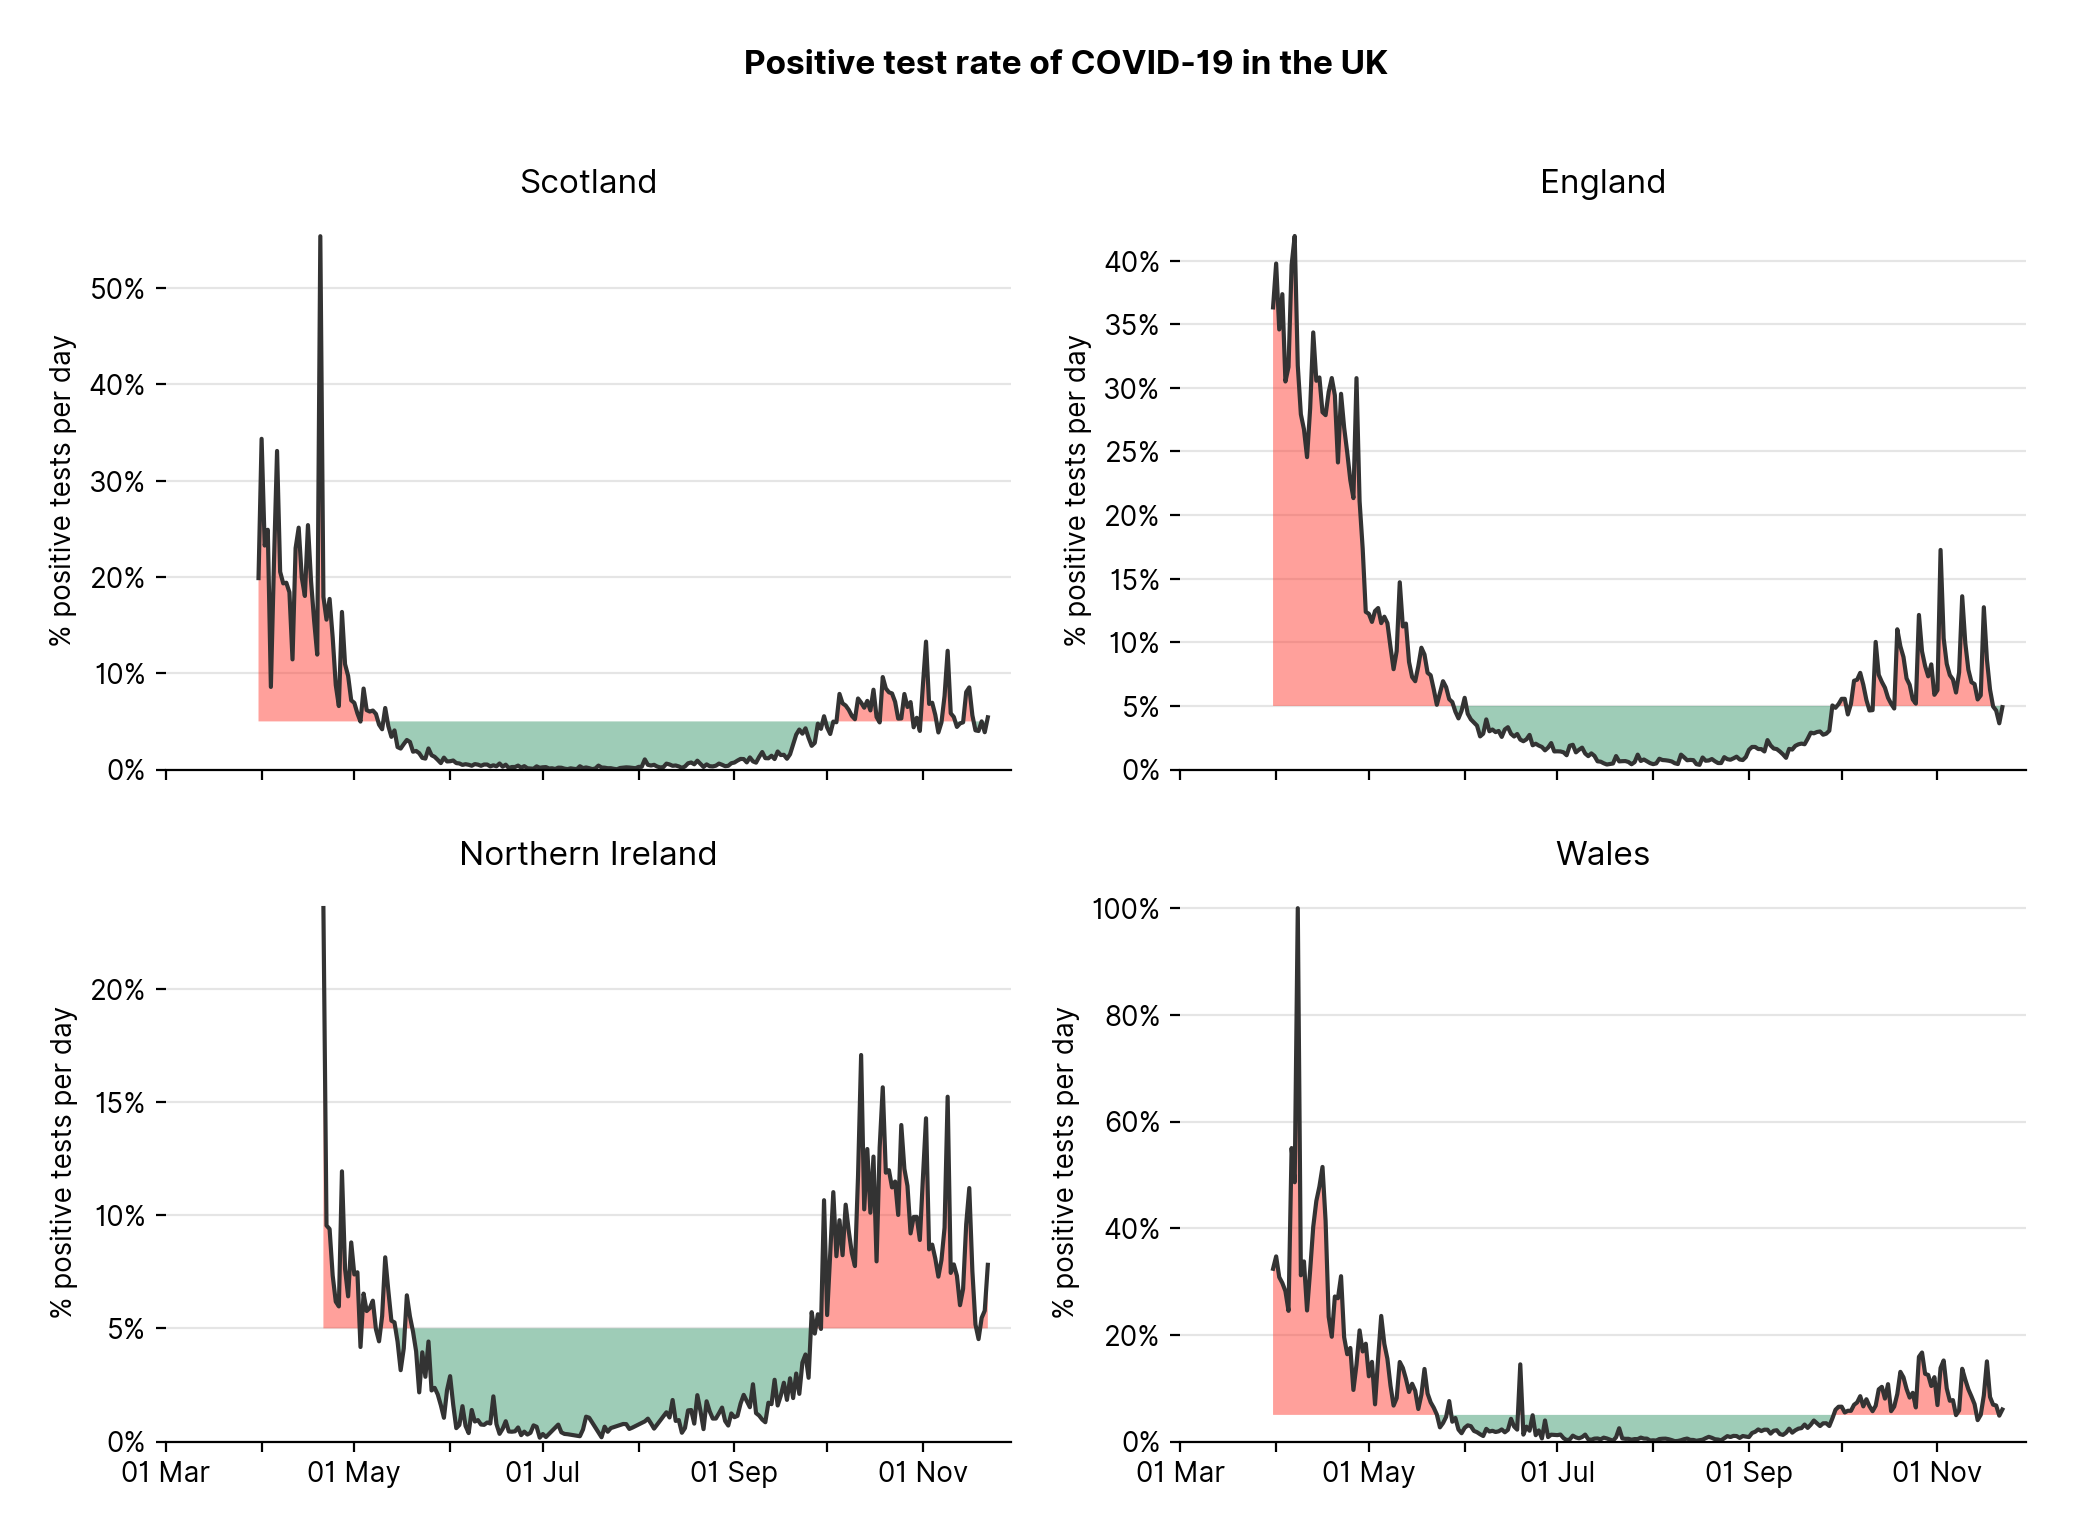 Positive test rate of COVID-19 in the UK
Scotland
% positive tests per day
50%
40%
30%
20%
10%
0%
England
% positive tests per day
40%
35%
30%
25%
20%
15%
10%
5%
0%
Northern Ireland
% positive tests per day
20%
15%
10%
5%
0%
01 Mar
01 May
01 Jul
01 Sep
01 Nov
Wales
% positive tests per day
100%
80%
60%
40%
20%
0%
01 Mar
01 May
01 Jul
01 Sep
01 Nov